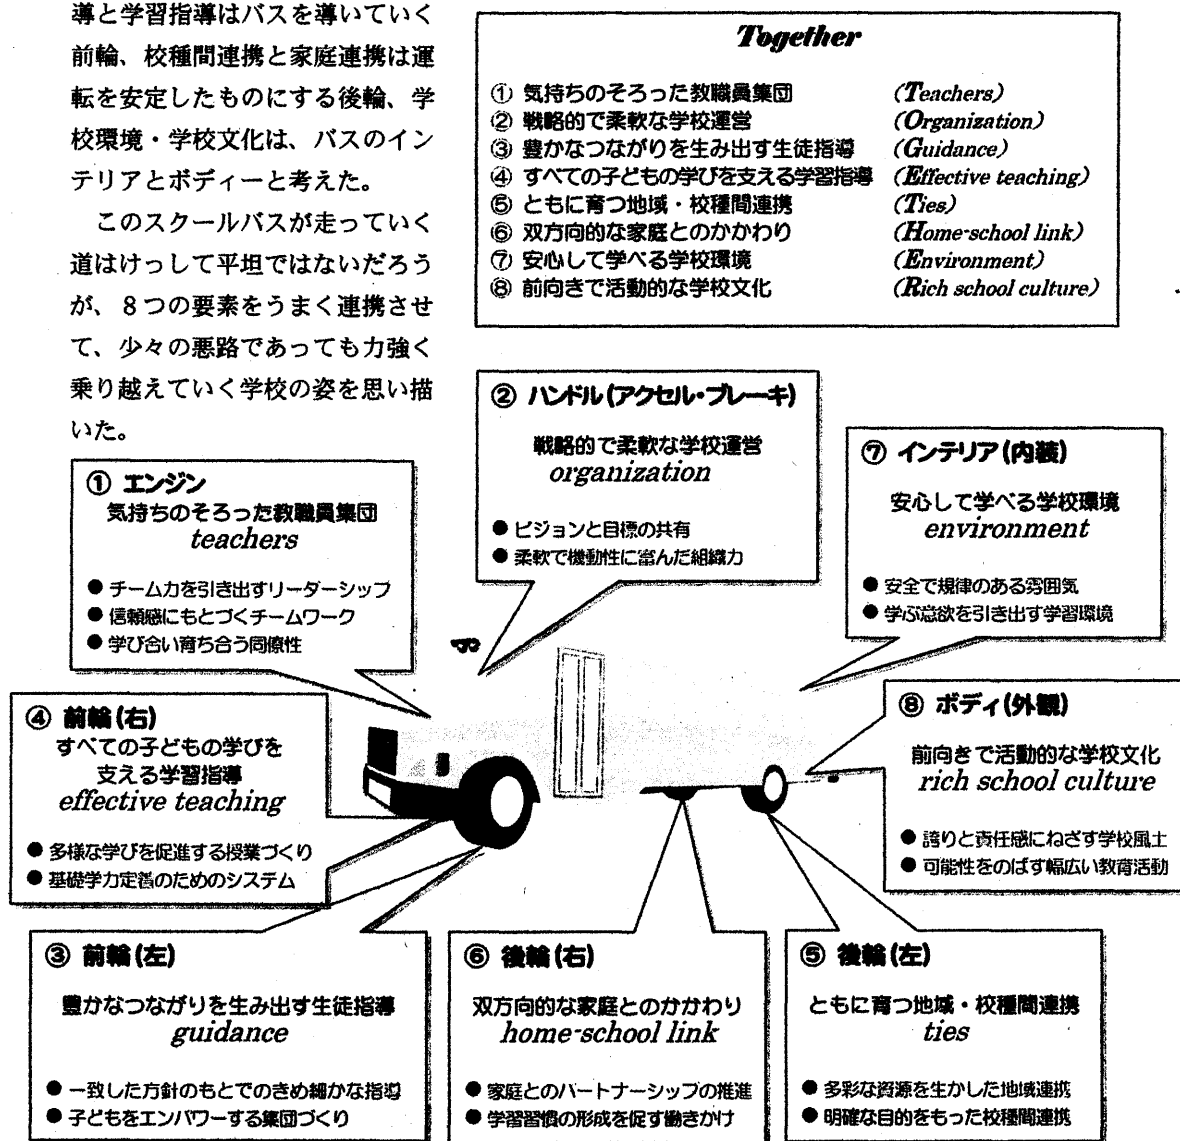 導と学習指導はバスを導いていく
前輪、校種間連携と家庭連携は運
転を安定したものにする後輪、学
校環境・学校文化は、バスのイン
テリアとボディーと考えた。
このスクールバスが走っていく
道はけっして平坦ではないだろう
が、８つの要素をうまく連携させ
て、少々の悪路であっても力強く
乗り越えていく学校の姿を思い描
いた。
Together
① 気持ちのそろった教職員集団 (Teachers)
② 戦略的で柔軟な学校運営 (Organization)
③ 豊かなつながりを生み出す生徒指導 (Guidance)
④ すべての子どもの学びを支える学習指導 (Effective teaching)
⑤ ともに育つ地域・校種間連携 (Ties)
⑥ 双方向的な家庭とのかかわり (Home-school link)
⑦ 安心して学べる学校環境 (Environment)
⑧ 前向きで活動的な学校文化 (Rich school culture)
① エンジン
気持ちのそろった教職員集団
teachers
● チーム力を引き出すリーダーシップ
● 信頼感にもとづくチームワーク
● 学び合い育ち合う同僚性
② ハンドル(アクセル・ブレーキ)
戦略的で柔軟な学校運営
organization
● ビジョンと目標の共有
● 柔軟で機動性に富んだ組織力
⑦ インテリア(内装)
安心して学べる学校環境
environment
● 安全で規律のある雰囲気
● 学ぶ意欲を引き出す学習環境
④ 前輪(右)
すべての子どもの学びを
支える学習指導
effective teaching
● 多様な学びを促進する授業づくり
● 基礎学力定着のためのシステム
⑧ ボディ(外観)
前向きで活動的な学校文化
rich school culture
● 誇りと責任感にねざす学校風土
● 可能性をのばす幅広い教育活動
③ 前輪(左)
豊かなつながりを生み出す生徒指導
guidance
● 一致した方針のもとでのきめ細かな指導
● 子どもをエンパワーする集団づくり
⑥ 後輪(右)
双方向的な家庭とのかかわり
home-school link
● 家庭とのパートナーシップの推進
● 学習習慣の形成を促す働きかけ
⑤ 後輪(左)
ともに育つ地域・校種間連携
ties
● 多彩な資源を生かした地域連携
● 明確な目的をもった校種間連携